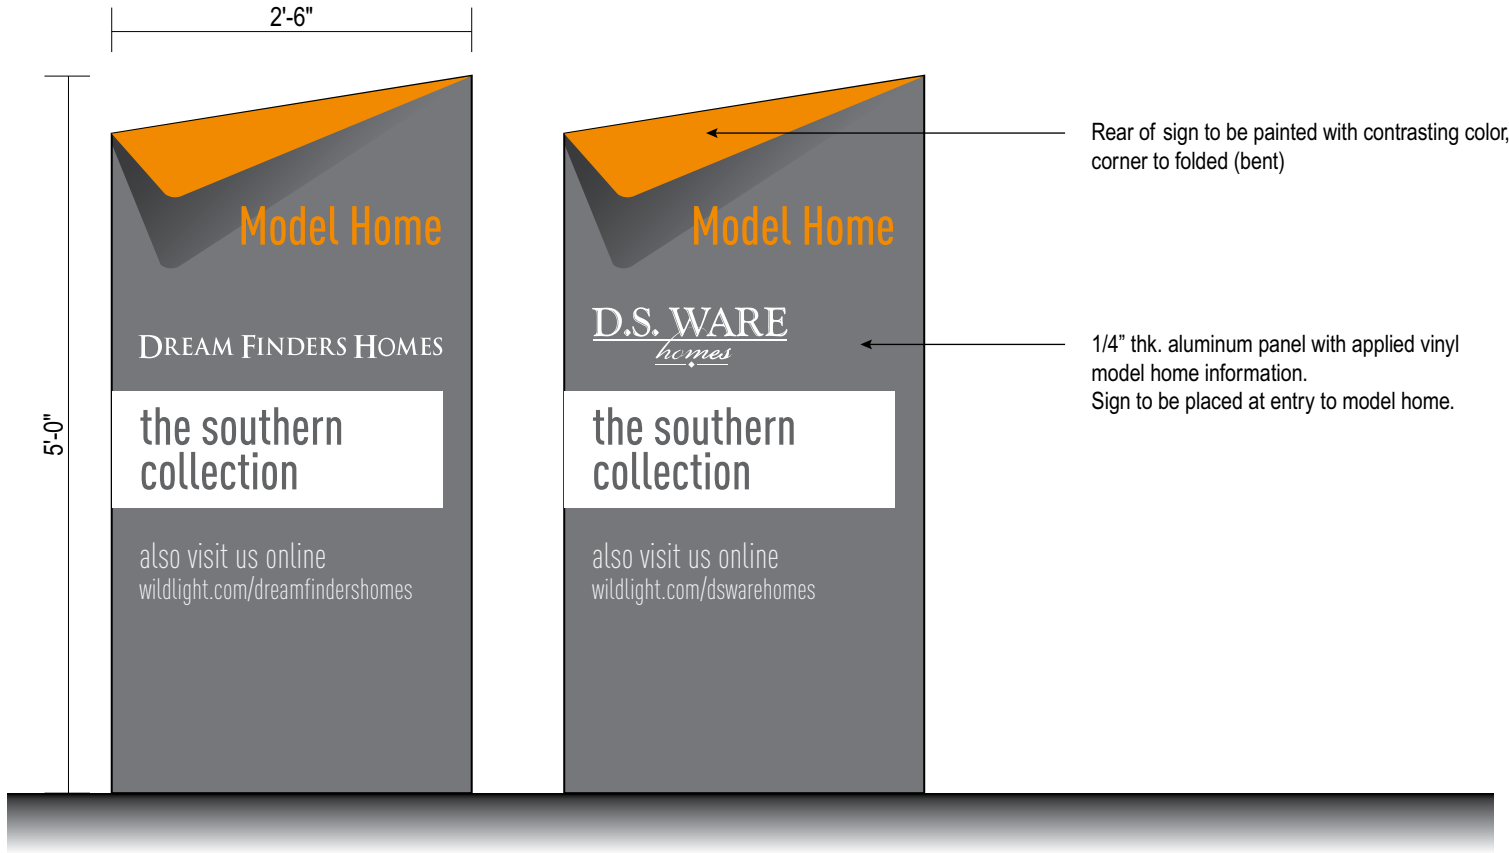 2'-6"
5'-0"
Model Home
DREAM FINDERS HOMES
the southern
collection
also visit us online
wildlight.com/dreamfindershomes
Model Home
D.S. WARE
homes
the southern
collection
also visit us online
wildlight.com/dswarehomes
Rear of sign to be painted with contrasting color,
corner to folded (bent)
1/4” thk. aluminum panel with applied vinyl
model home information.
Sign to be placed at entry to model home.